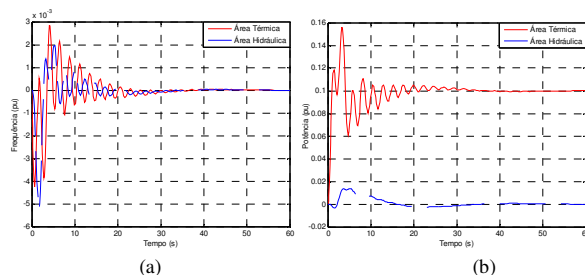 x 10⁻³
Área Térmica
Área Hidráulica
3
2
1
0
-1
-2
-3
-4
-5
-6
Frequência (pu)
0 10 20 30 40 50 60
Tempo (s)
(a)
Área Térmica
Área Hidráulica
0.16
0.14
0.12
0.1
0.08
0.06
0.04
0.02
0
-0.02
Potência (pu)
0 10 20 30 40 50 60
Tempo (s)
(b)